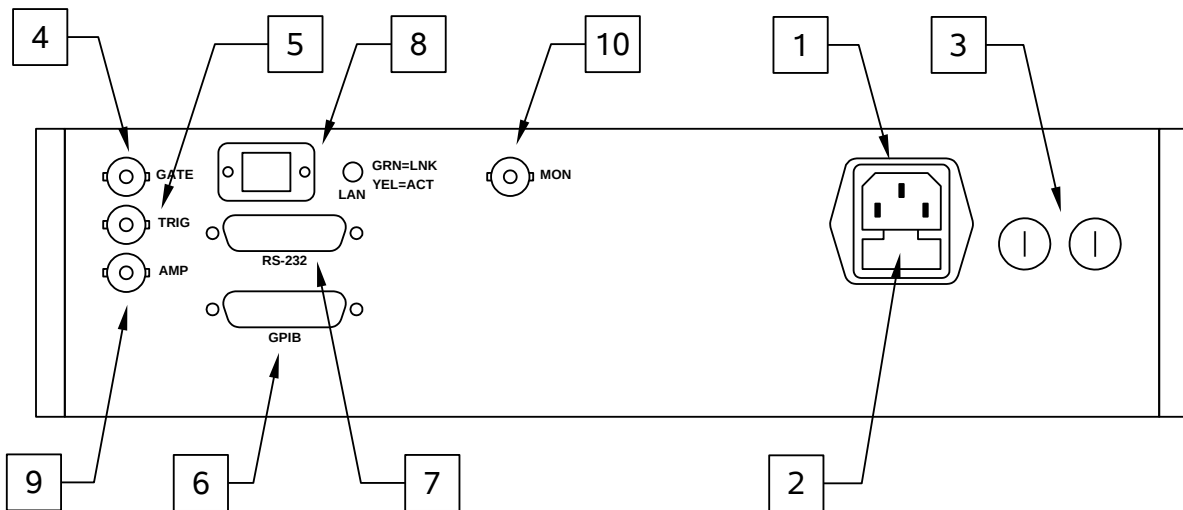 4
5
8
10
1
3
GATE
GRN=LNK
YEL=ACT
LAN
MON
TRIG
RS-232
AMP
GPIB
9
6
7
2